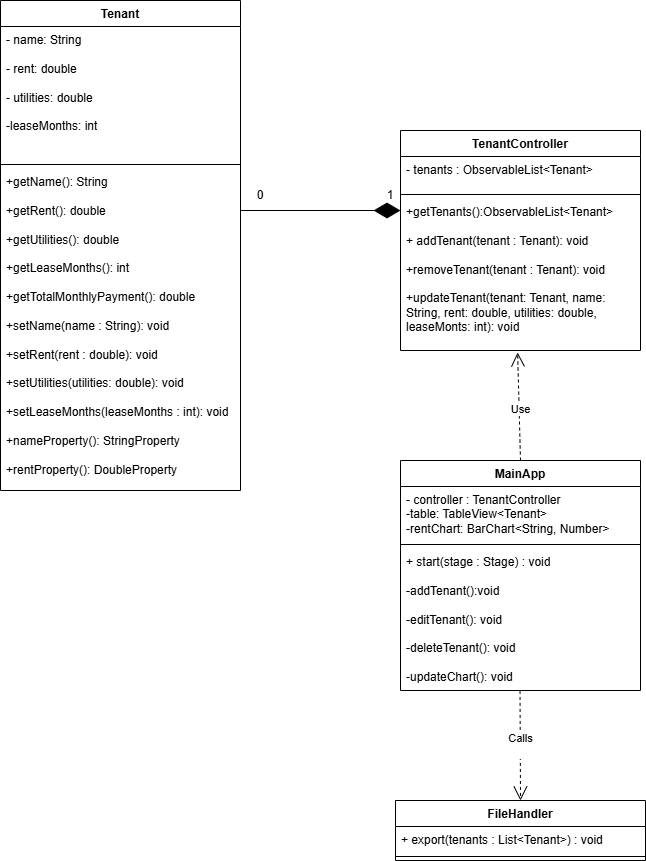 Tenant
- name: String
- rent: double
- utilities: double
-leaseMonths: int
+getName(): String
+getRent(): double
+getUtilities(): double
+getLeaseMonths(): int
+getTotalMonthlyPayment(): double
+setName(name : String): void
+setRent(rent : double): void
+setUtilities(utilities: double): void
+setLeaseMonths(leaseMonths : int): void
+nameProperty(): StringProperty
+rentProperty(): DoubleProperty
0
1
TenantController
- tenants : ObservableList<Tenant>
+getTenants():ObservableList<Tenant>
+ addTenant(tenant : Tenant): void
+removeTenant(tenant : Tenant): void
+updateTenant(tenant: Tenant, name:
String, rent: double, utilities: double,
leaseMonts: int): void
Use
MainApp
- controller : TenantController
-table: TableView<Tenant>
-rentChart: BarChart<String, Number>
+ start(stage : Stage) : void
-addTenant():void
-editTenant(): void
-deleteTenant(): void
-updateChart(): void
Calls
FileHandler
+ export(tenants : List<Tenant>) : void